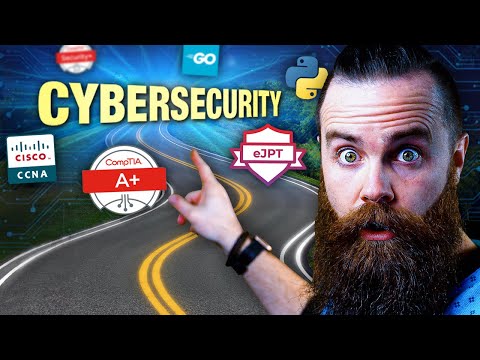 Security+
GO
CYBERSECURITY
CISCO
CCNA
CompTIA
A+
eJPT